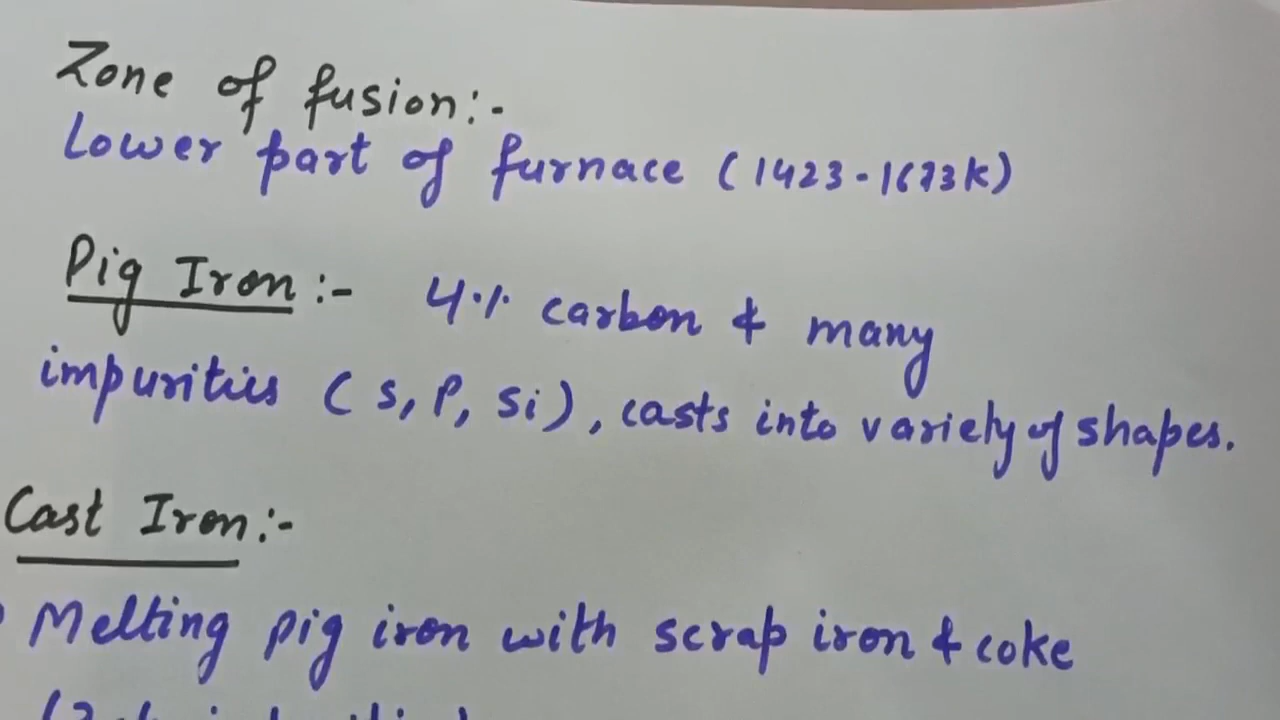 Zone of fusion:-
Lower part of furnace (1423-1673K)
Pig Iron:- 4% carbon & many
impurities (S, P, Si), casts into variety of shapes.
Cast Iron:-
Melting pig iron with scrap iron & coke